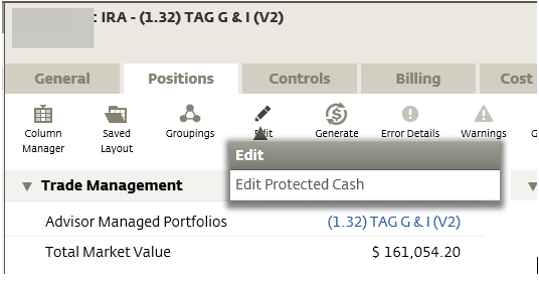 : IRA - (1.32) TAG G & I (V2)
General Positions Controls Billing Cost
Column Manager
Saved Layout
Groupings
Edit
Generate
Error Details
Warnings
G
Edit
Edit Protected Cash
Trade Management
Advisor Managed Portfolios (1.32) TAG G & I (V2)
Total Market Value $ 161,054.20